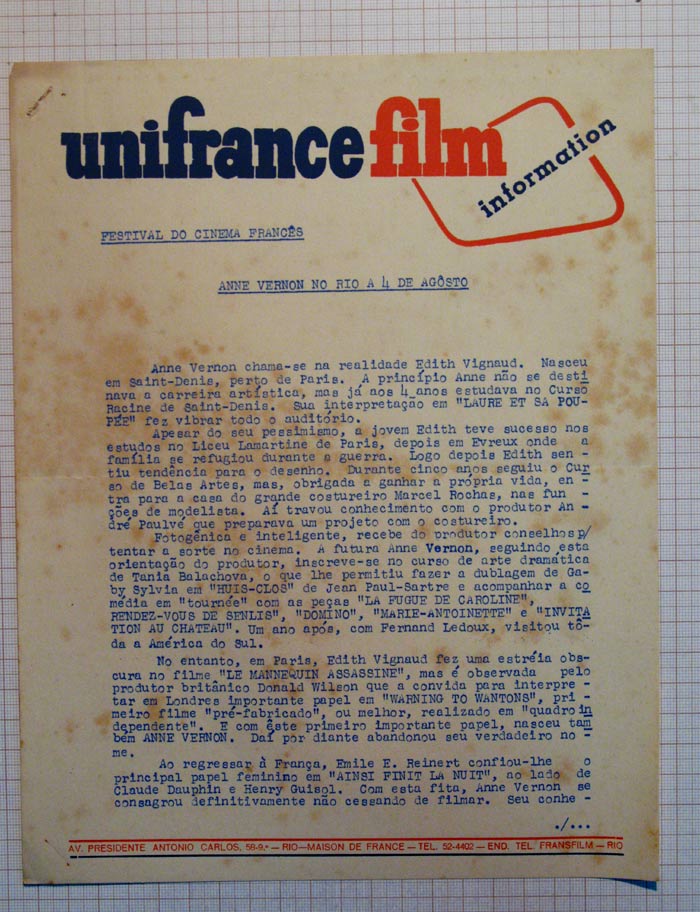 unifrance film
information
FESTIVAL DO CINEMA FRANCÊS
ANNE VERNON NO RIO A 4 DE AGÔSTO
Anne Vernon chama-se na realidade Edith Vignaud. Nasceu
em Saint-Denis, perto de Paris. A princípio Anne não se desti
nava a carreira artística, mas já aos 4 anos estudava no Curso
Racine de Saint-Denis. Sua interpretação em "LAURE ET SA POU-
PÉE" fez vibrar todo o auditório.
Apesar do seu pessimismo, a jovem Edith teve sucesso nos
estudos no Liceu Lamartine de Paris, depois em Evreux onde a
família se refugiou durante a guerra. Logo depois Edith sen -
tiu tendência para o desenho. Durante cinco anos seguiu o Cur
so de Belas Artes, mas, obrigada a ganhar a própria vida, en -
tra para a casa do grande costureiro Marcel Rochas, nas fun -
ções de modelista. Aí travou conhecimento com o produtor An -
dré Paulvé que preparava um projeto com o costureiro.
Fotogênica e inteligente, recebe do produtor conselhos p/
tentar a sorte no cinema. A futura Anne Vernon, seguindo esta
orientação do produtor, inscreve-se no curso de arte dramática
de Tania Balachova, o que lhe permitiu fazer a dublagem de Ga-
by Sylvia em "HUIS-CLOS" de Jean Paul-Sartre e acompanhar a co
média em "tournée" com as peças "LA FUGUE DE CAROLINE",
RENDEZ-VOUS DE SENLIS", "DOMINO", "MARIE-ANTOINETTE" e "INVITA
TION AU CHATEAU". Um ano após, com Fernand Ledoux, visitou tô-
da a América do Sul.
No entanto, em Paris, Edith Vignaud fez uma estréia obs-
cura no filme "LE MANNEQUIN ASSASSINE", mas é observada pelo
produtor britânico Donald Wilson que a convida para interpre -
tar em Londres importante papel em "WARNING TO WANTONS", pri -
meiro filme "pré-fabricado", ou melhor, realizado em "quadro in
dependente". E com êste primeiro importante papel, nasceu tam
bém ANNE VERNON. Daí por diante abandonou seu verdadeiro no -
me.
Ao regressar à França, Emile E. Reinert confiou-lhe o
principal papel feminino em "AINSI FINIT LA NUIT", ao lado de
Claude Dauphin e Henry Guisol. Com esta fita, Anne Vernon se
consagrou definitivamente não cessando de filmar. Seu conhe -
./...
AV. PRESIDENTE ANTONIO CARLOS, 58-9.º — RIO — MAISON DE FRANCE — TEL. 52-4402 — END. TEL. FRANSFILM — RIO